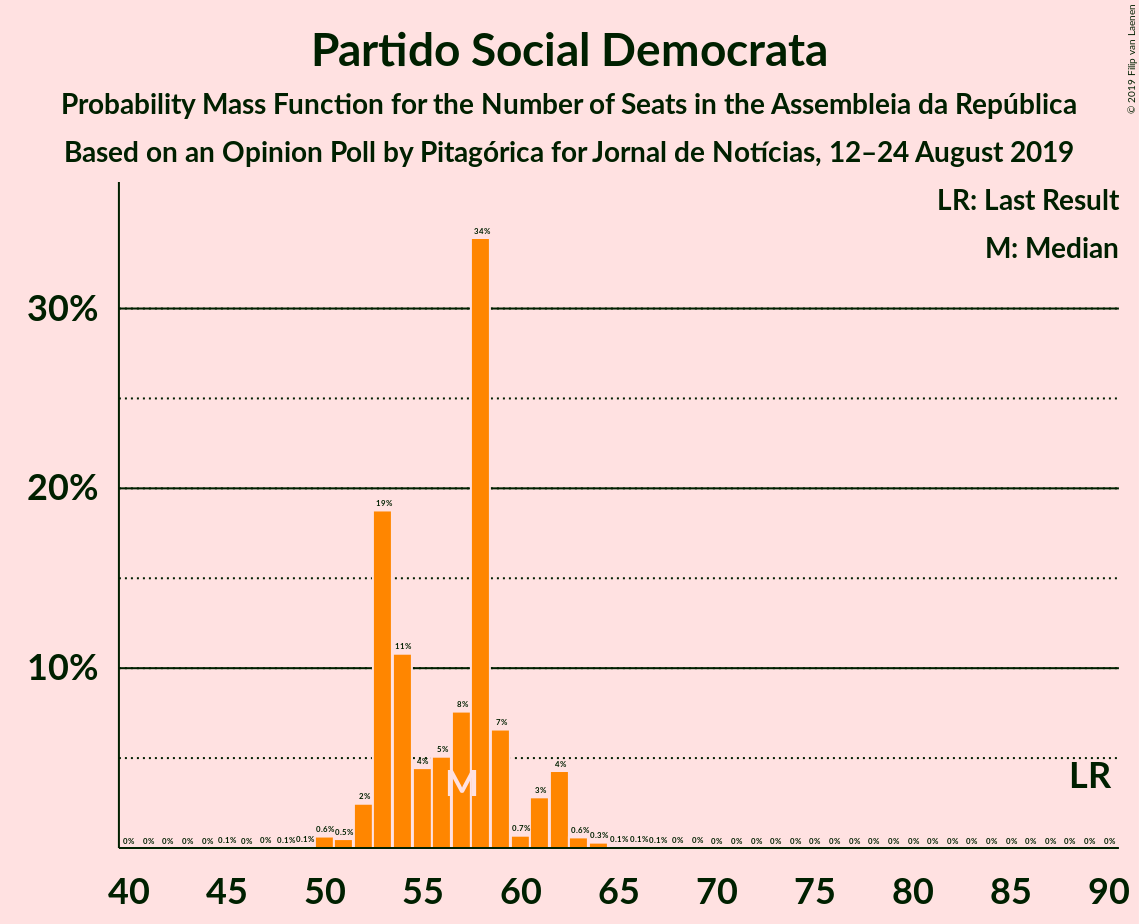 Partido Social Democrata
Probability Mass Function for the Number of Seats in the Assembleia da República
Based on an Opinion Poll by Pitagórica for Jornal de Notícias, 12–24 August 2019
© 2019 Filip van Laenen
LR: Last Result
M: Median
34%
30%
20%
19%
11%
10%
8%
7%
5%
4%
4%
M
LR
2%
3%
0% 0% 0% 0% 0% 0.1% 0% 0% 0.1% 0.1% 0.6% 0.5% 0.7% 0.6% 0.3% 0.1% 0.1% 0.1% 0% 0% 0% 0% 0% 0% 0% 0% 0% 0% 0% 0% 0% 0% 0% 0% 0% 0% 0% 0% 0% 0% 0%
40 45 50 55 60 65 70 75 80 85 90